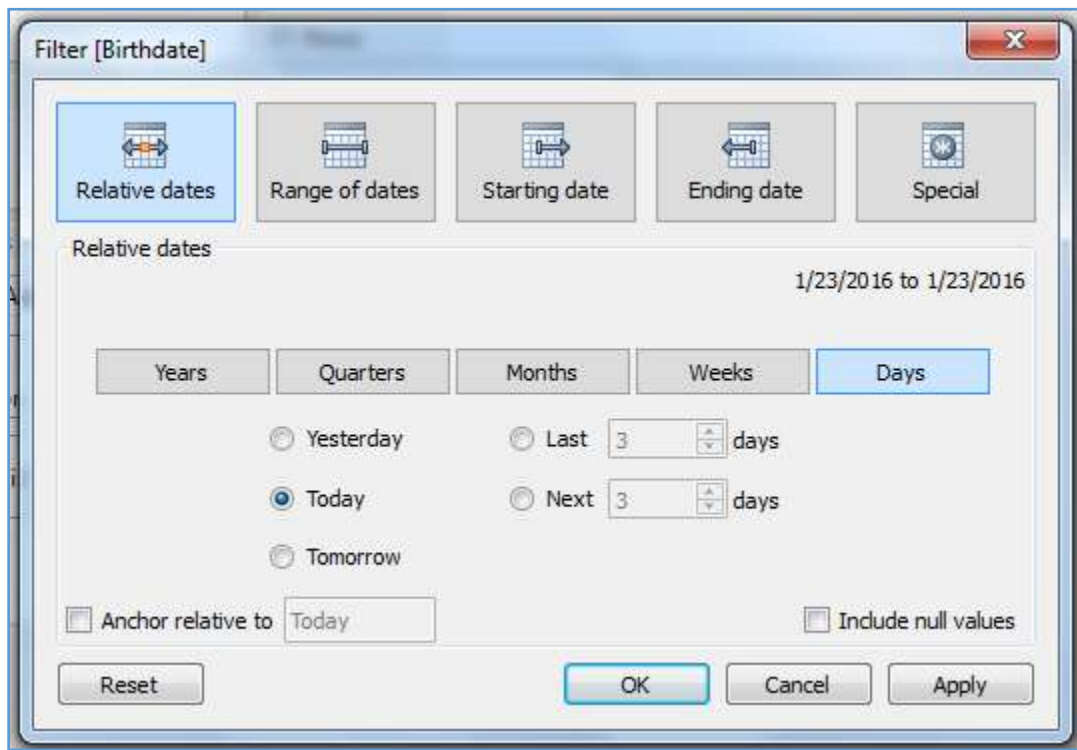 Filter [Birthdate]
Relative dates
Range of dates
Starting date
Ending date
Special
Relative dates
1/23/2016 to 1/23/2016
Years
Quarters
Months
Weeks
Days
Yesterday
Last 3 days
Today
Next 3 days
Tomorrow
Anchor relative to Today
Include null values
Reset
OK
Cancel
Apply